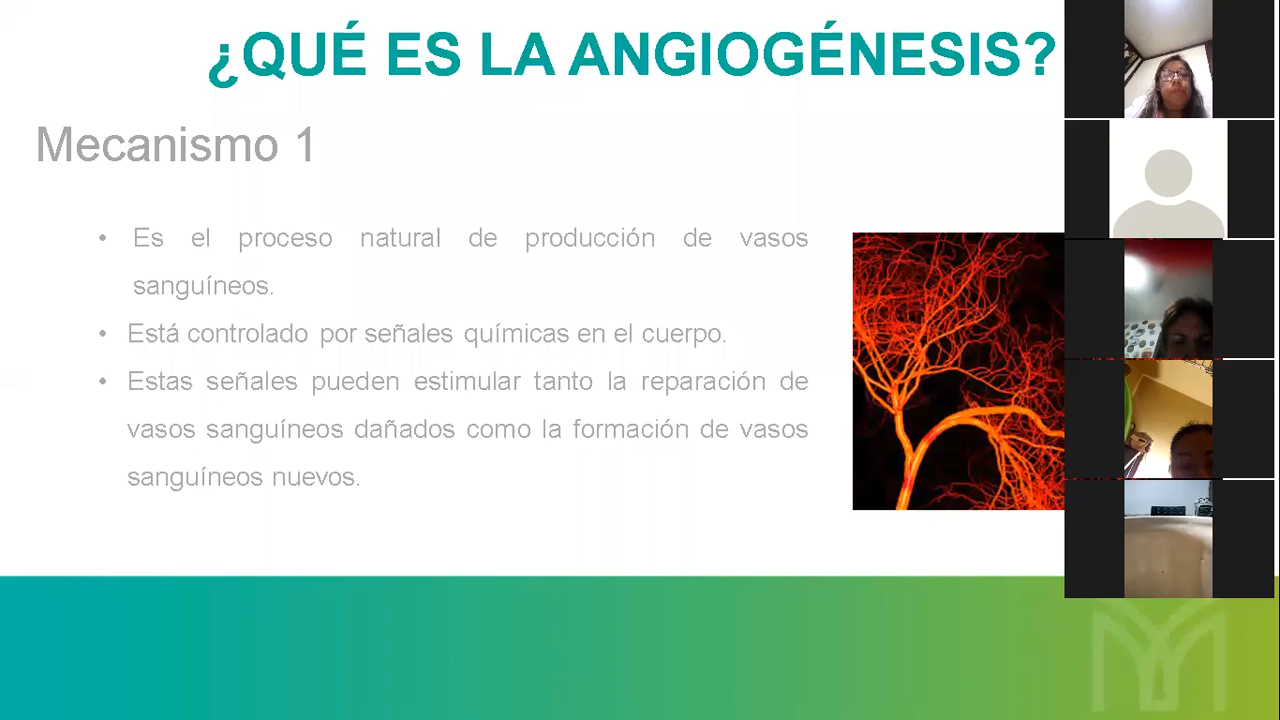 ¿QUÉ ES LA ANGIOGÉNESIS?
Mecanismo 1
• Es el proceso natural de producción de vasos
sanguíneos.
• Está controlado por señales químicas en el cuerpo.
• Estas señales pueden estimular tanto la reparación de
vasos sanguíneos dañados como la formación de vasos
sanguíneos nuevos.